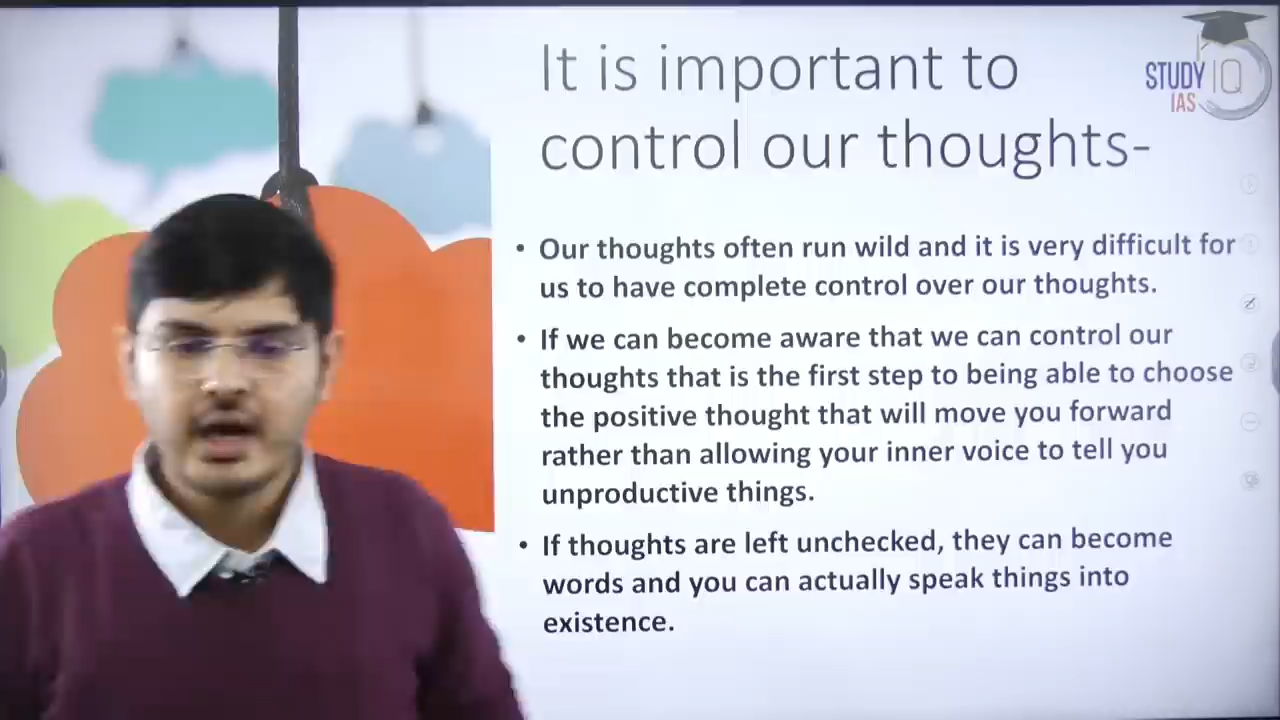 It is important to
control our thoughts-
STUDY IQ
IAS
• Our thoughts often run wild and it is very difficult for
us to have complete control over our thoughts.
• If we can become aware that we can control our
thoughts that is the first step to being able to choose
the positive thought that will move you forward
rather than allowing your inner voice to tell you
unproductive things.
• If thoughts are left unchecked, they can become
words and you can actually speak things into
existence.